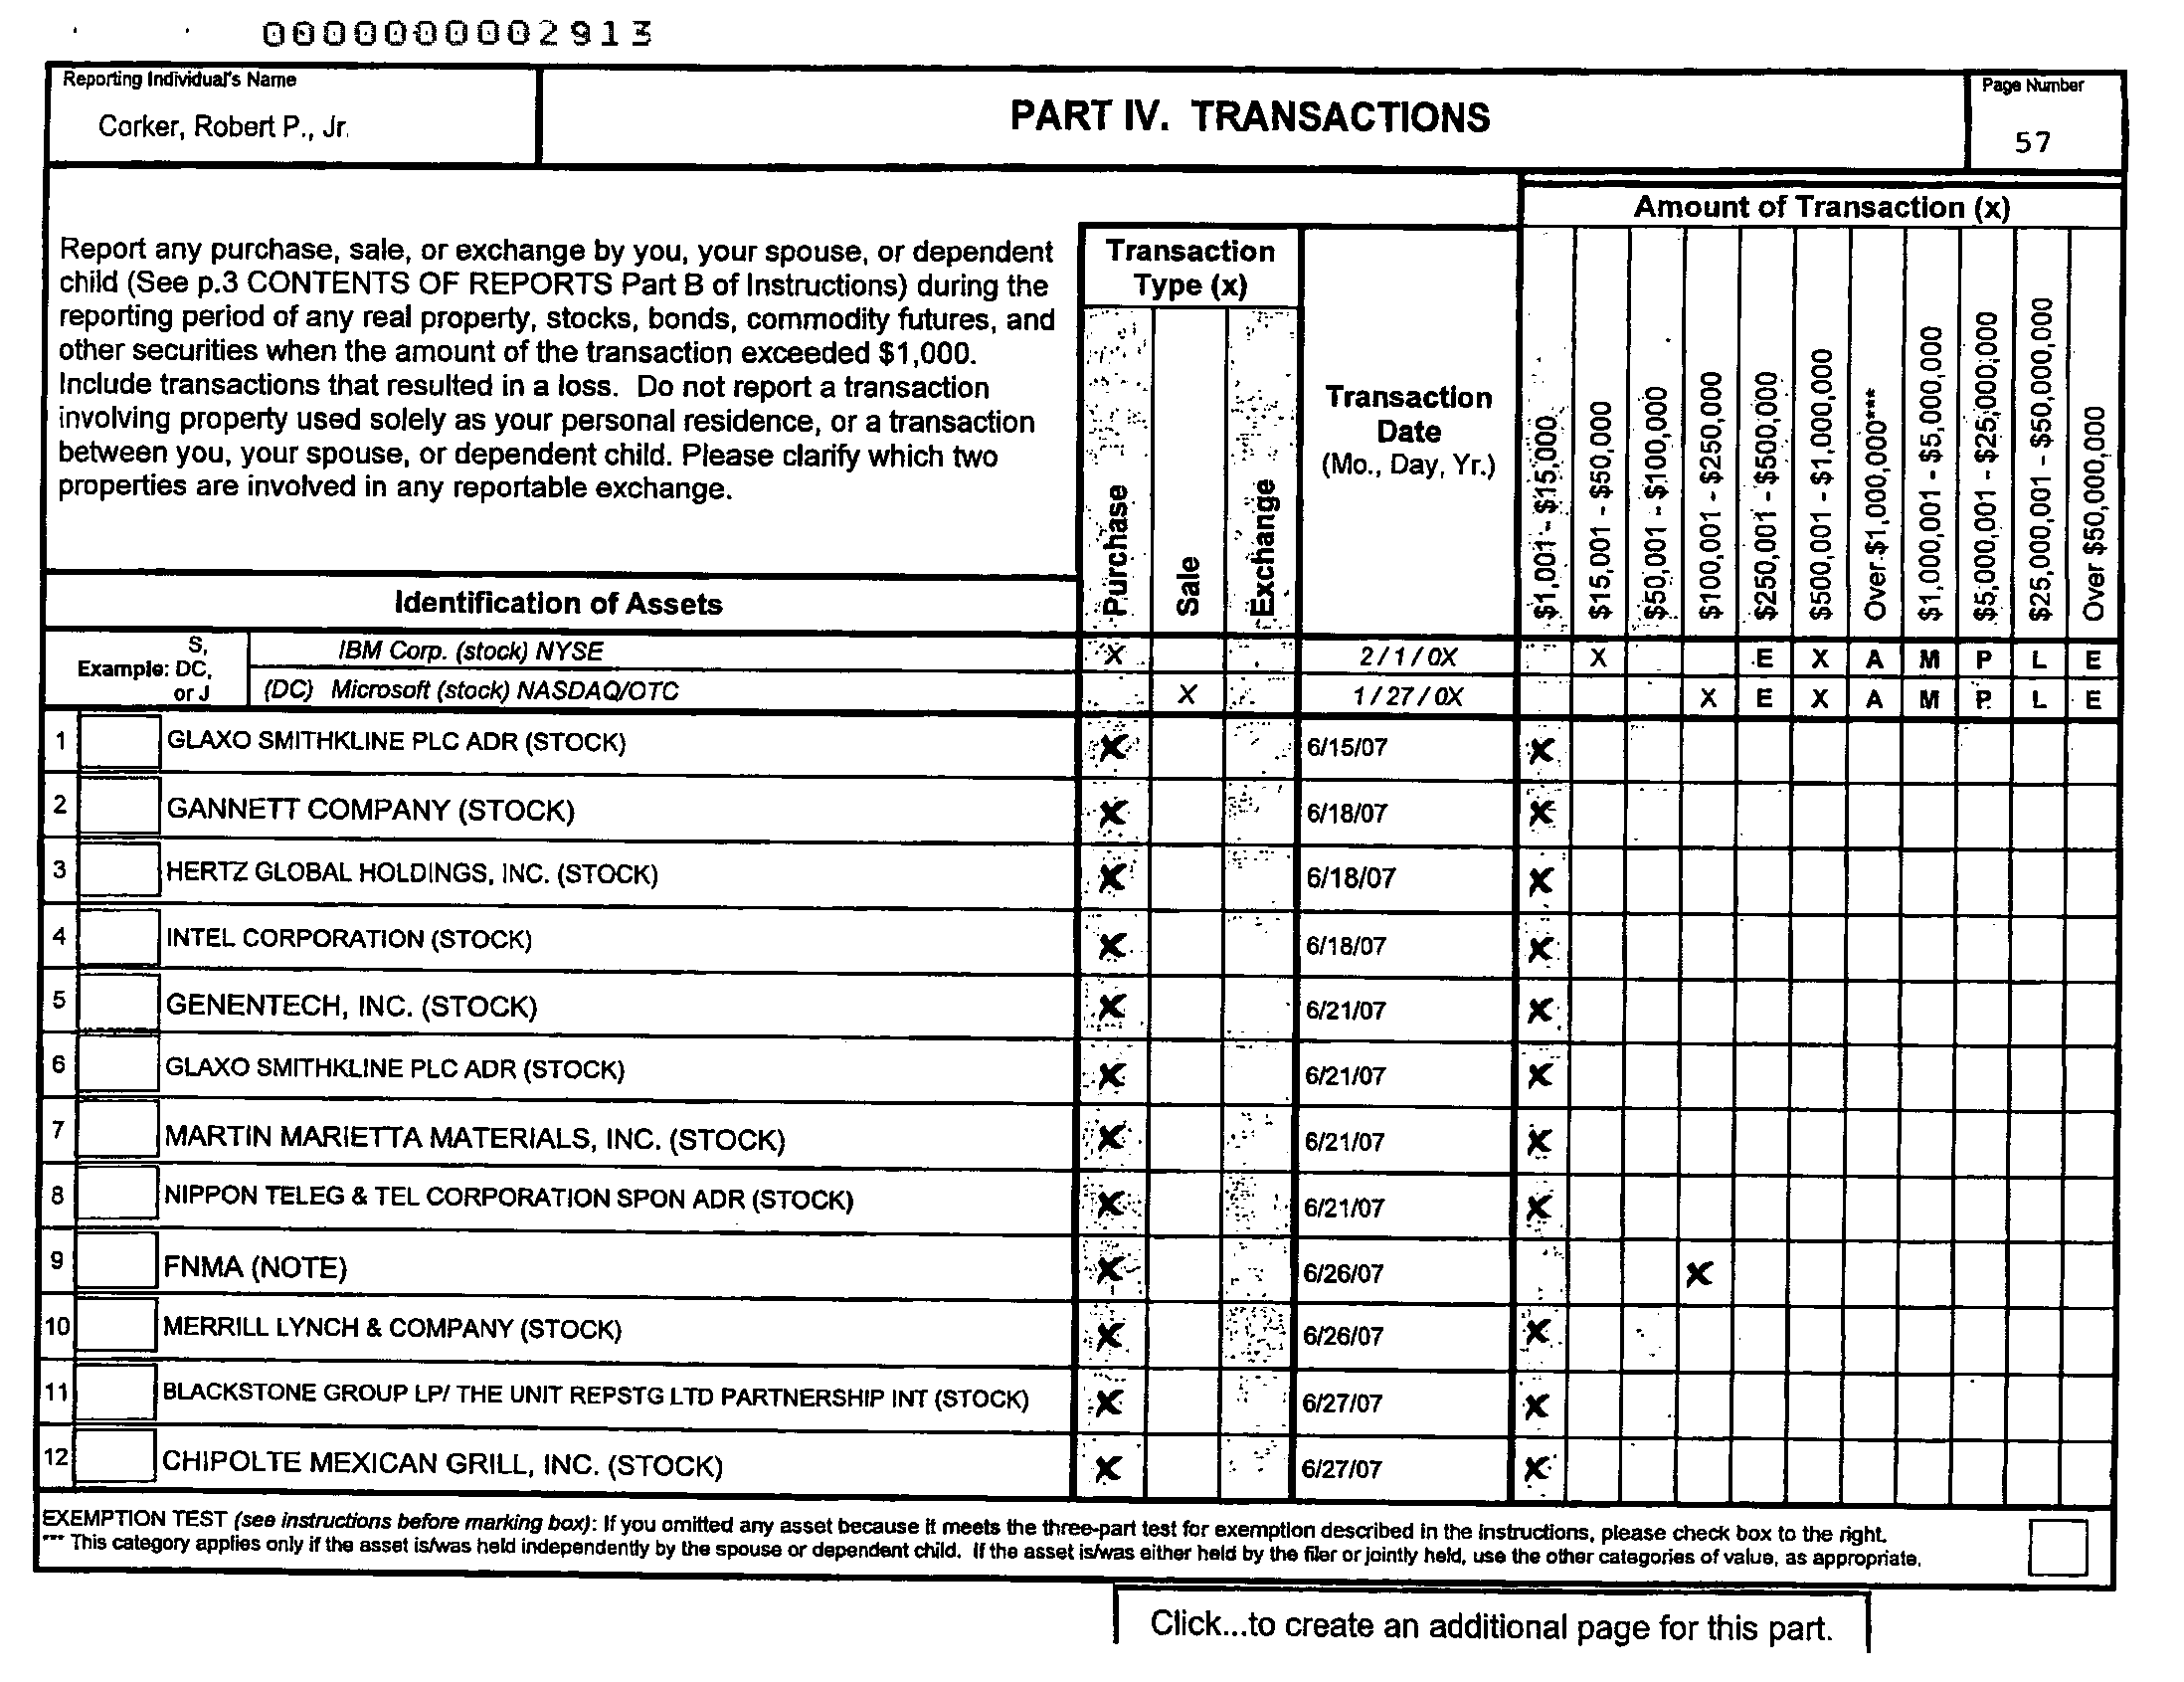 0000000002913
Reporting Individual's Name
Corker, Robert P., Jr.
PART IV. TRANSACTIONS
Page Number
57
Amount of Transaction (x)
Report any purchase, sale, or exchange by you, your spouse, or dependent
child (See p.3 CONTENTS OF REPORTS Part B of Instructions) during the
reporting period of any real property, stocks, bonds, commodity futures, and
other securities when the amount of the transaction exceeded $1,000.
Include transactions that resulted in a loss. Do not report a transaction
involving property used solely as your personal residence, or a transaction
between you, your spouse, or dependent child. Please clarify which two
properties are involved in any reportable exchange.
Transaction
Type (x)
Purchase
Sale
Exchange
Transaction
Date
(Mo., Day, Yr.)
$1,001 - $15,000
$15,001 - $50,000
$50,001 - $100,000
$100,001 - $250,000
$250,001 - $500,000
$500,001 - $1,000,000
Over $1,000,000***
$1,000,001 - $5,000,000
$5,000,001 - $25,000,000
$25,000,001 - $50,000,000
Over $50,000,000
Identification of Assets
Example: S, DC, or J
IBM Corp. (stock) NYSE X 2/1/0X X E X A M P L E
(DC) Microsoft (stock) NASDAQ/OTC X 1/27/0X X E X A M P L E
1 GLAXO SMITHKLINE PLC ADR (STOCK) X 6/15/07 X
2 GANNETT COMPANY (STOCK) X 6/18/07 X
3 HERTZ GLOBAL HOLDINGS, INC. (STOCK) X 6/18/07 X
4 INTEL CORPORATION (STOCK) X 6/18/07 X
5 GENENTECH, INC. (STOCK) X 6/21/07 X
6 GLAXO SMITHKLINE PLC ADR (STOCK) X 6/21/07 X
7 MARTIN MARIETTA MATERIALS, INC. (STOCK) X 6/21/07 X
8 NIPPON TELEG & TEL CORPORATION SPON ADR (STOCK) X 6/21/07 X
9 FNMA (NOTE) X 6/26/07 X
10 MERRILL LYNCH & COMPANY (STOCK) X 6/26/07 X
11 BLACKSTONE GROUP LP/ THE UNIT REPSTG LTD PARTNERSHIP INT (STOCK) X 6/27/07 X
12 CHIPOLTE MEXICAN GRILL, INC. (STOCK) X 6/27/07 X
EXEMPTION TEST (see instructions before marking box): If you omitted any asset because it meets the three-part test for exemption described in the instructions, please check box to the right.
*** This category applies only if the asset is/was held independently by the spouse or dependent child. If the asset is/was either held by the filer or jointly held, use the other categories of value, as appropriate.
Click...to create an additional page for this part.